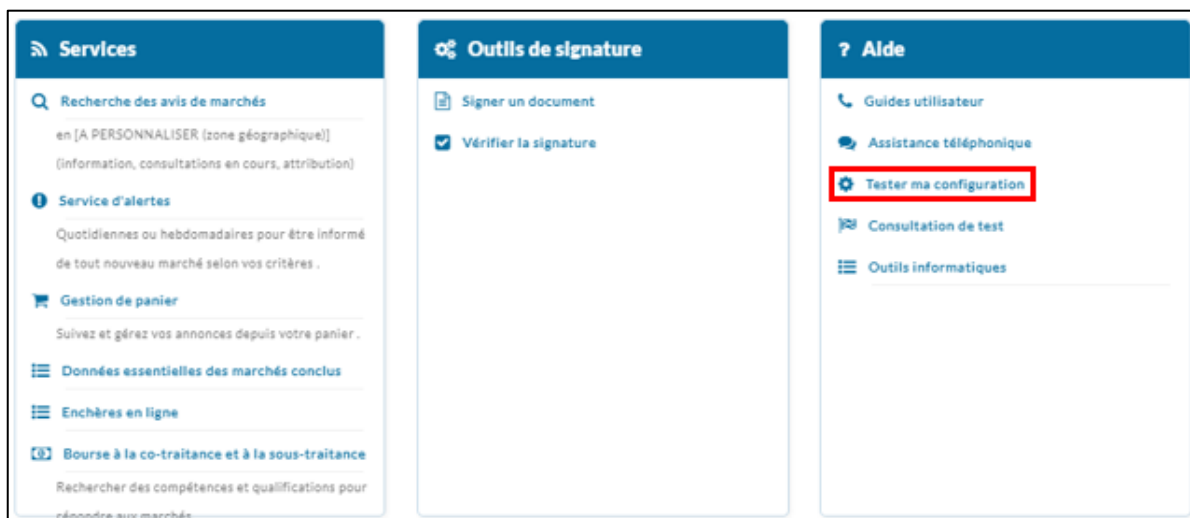 Services
Recherche des avis de marchés
en [A PERSONNALISER (zone géographique)]
(information, consultations en cours, attribution)
Service d'alertes
Quotidiennes ou hebdomadaires pour être informé
de tout nouveau marché selon vos critères .
Gestion de panier
Suivez et gérez vos annonces depuis votre panier .
Données essentielles des marchés conclus
Enchères en ligne
Bourse à la co-traitance et à la sous-traitance
Rechercher des compétences et qualifications pour
répondre aux marchés
Outils de signature
Signer un document
Vérifier la signature
? Aide
Guides utilisateur
Assistance téléphonique
Tester ma configuration
Consultation de test
Outils informatiques